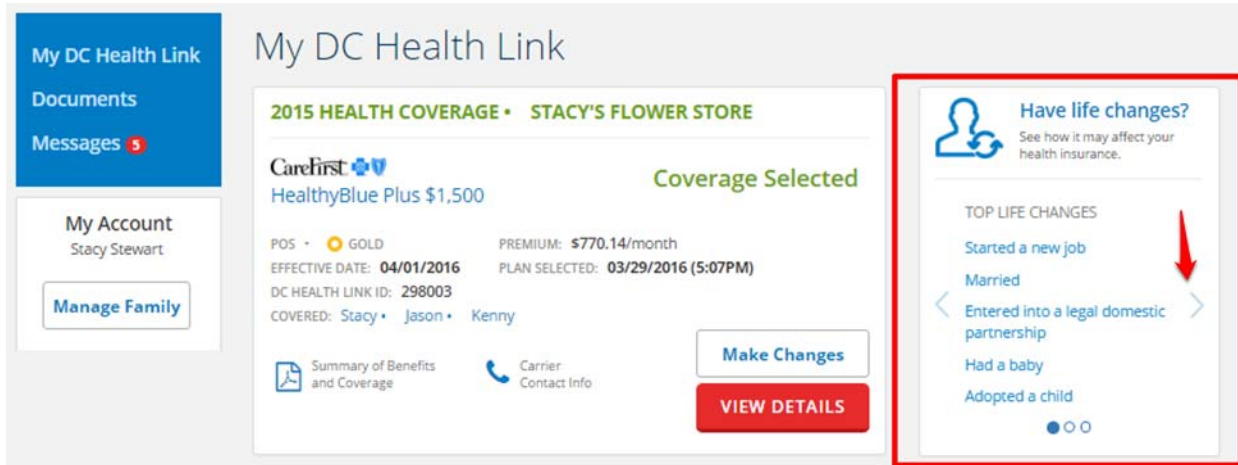 My DC Health Link
Documents
Messages 5
My Account
Stacy Stewart
Manage Family
My DC Health Link
2015 HEALTH COVERAGE • STACY'S FLOWER STORE
CareFirst
HealthyBlue Plus $1,500
Coverage Selected
POS • GOLD
PREMIUM: $770.14/month
EFFECTIVE DATE: 04/01/2016
PLAN SELECTED: 03/29/2016 (5:07PM)
DC HEALTH LINK ID: 298003
COVERED: Stacy • Jason • Kenny
Summary of Benefits
and Coverage
Carrier
Contact Info
Make Changes
VIEW DETAILS
Have life changes?
See how it may affect your
health insurance.
TOP LIFE CHANGES
Started a new job
Married
Entered into a legal domestic
partnership
Had a baby
Adopted a child